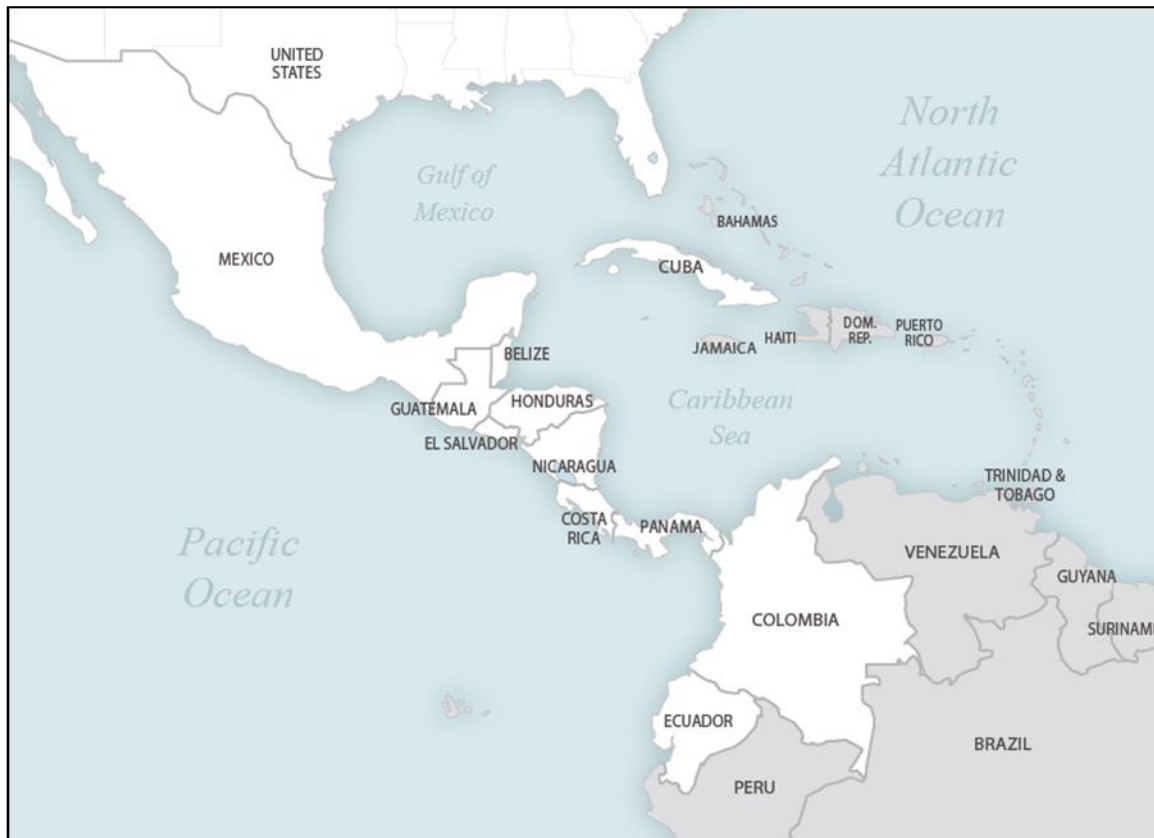 UNITED
STATES
North
Atlantic
Ocean
Gulf of
Mexico
BAHAMAS
MEXICO
CUBA
DOM.
REP.
PUERTO
RICO
HAITI
JAMAICA
BELIZE
HONDURAS
GUATEMALA
Caribbean
Sea
EL SALVADOR
NICARAGUA
TRINIDAD &
TOBAGO
COSTA
RICA
PANAMA
Pacific
Ocean
VENEZUELA
GUYANA
COLOMBIA
SURINAM
ECUADOR
BRAZIL
PERU